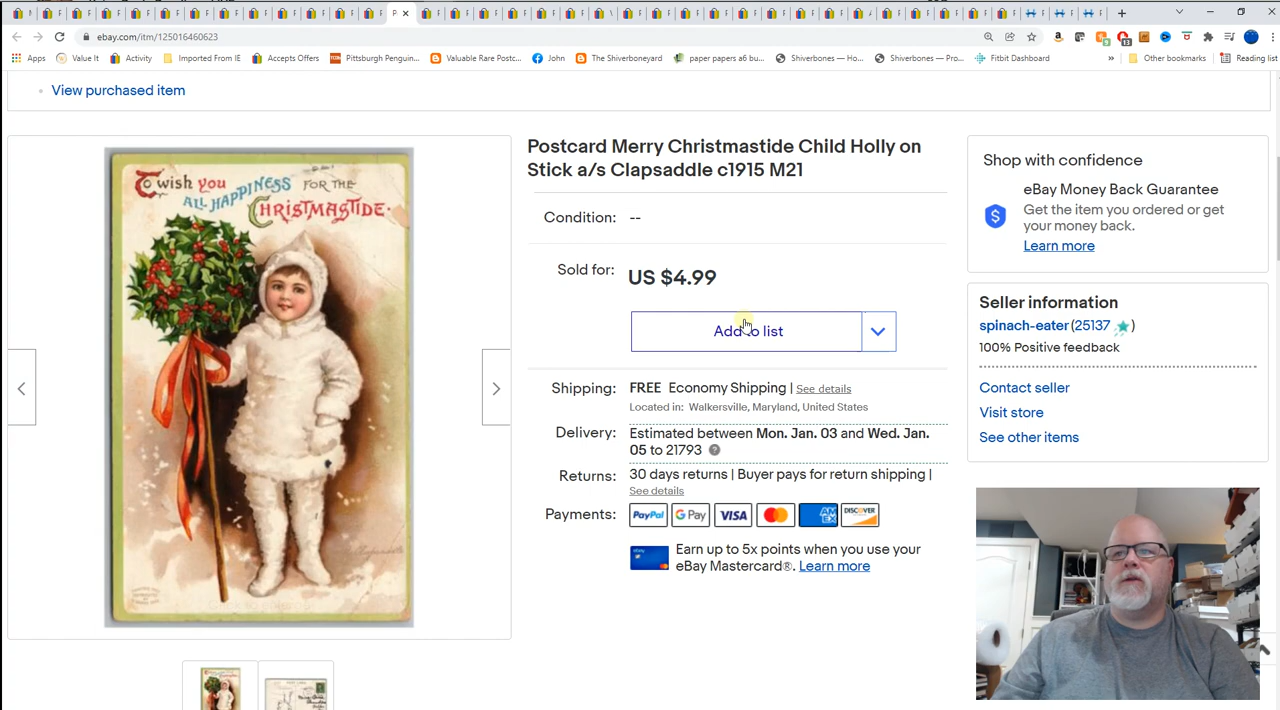 ebay.com/itm/125016460623
Apps Value It Activity Imported From IE Accepts Offers Pittsburgh Penguin... Valuable Rare Postc... John The Shiverboneyard paper papers aб bu... Shiverbones — Ho... Shiverbones — Pro... Fitbit Dashboard » Other bookmarks Reading list
View purchased item
To wish you
ALL HAPPINESS FOR THE
CHRISTMASTIDE.
Postcard Merry Christmastide Child Holly on
Stick a/s Clapsaddle c1915 M21
Condition: --
Sold for: US $4.99
Add to list
Shipping: FREE Economy Shipping | See details
Located in: Walkersville, Maryland, United States
Delivery: Estimated between Mon. Jan. 03 and Wed. Jan.
05 to 21793
Returns: 30 days returns | Buyer pays for return shipping |
See details
Payments: PayPal G Pay VISA AMEX DISCOVER
Earn up to 5x points when you use your
eBay Mastercard®. Learn more
Shop with confidence
eBay Money Back Guarantee
Get the item you ordered or get
your money back.
Learn more
Seller information
spinach-eater (25137)
100% Positive feedback
Contact seller
Visit store
See other items